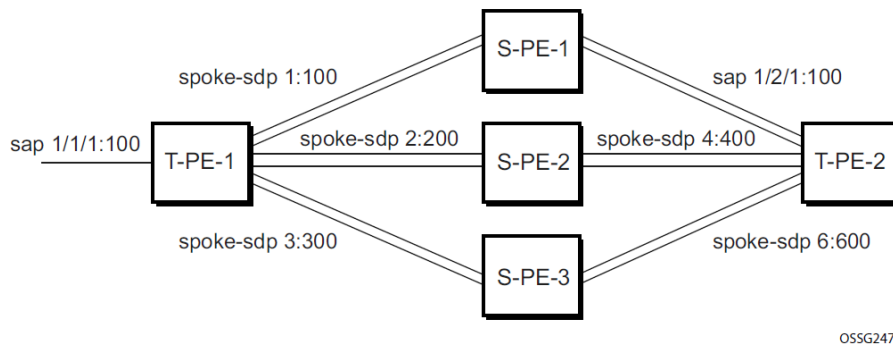 S-PE-1
spoke-sdp 1:100
sap 1/2/1:100
sap 1/1/1:100
T-PE-1
spoke-sdp 2:200
S-PE-2
spoke-sdp 4:400
T-PE-2
spoke-sdp 3:300
S-PE-3
spoke-sdp 6:600
OSSG247